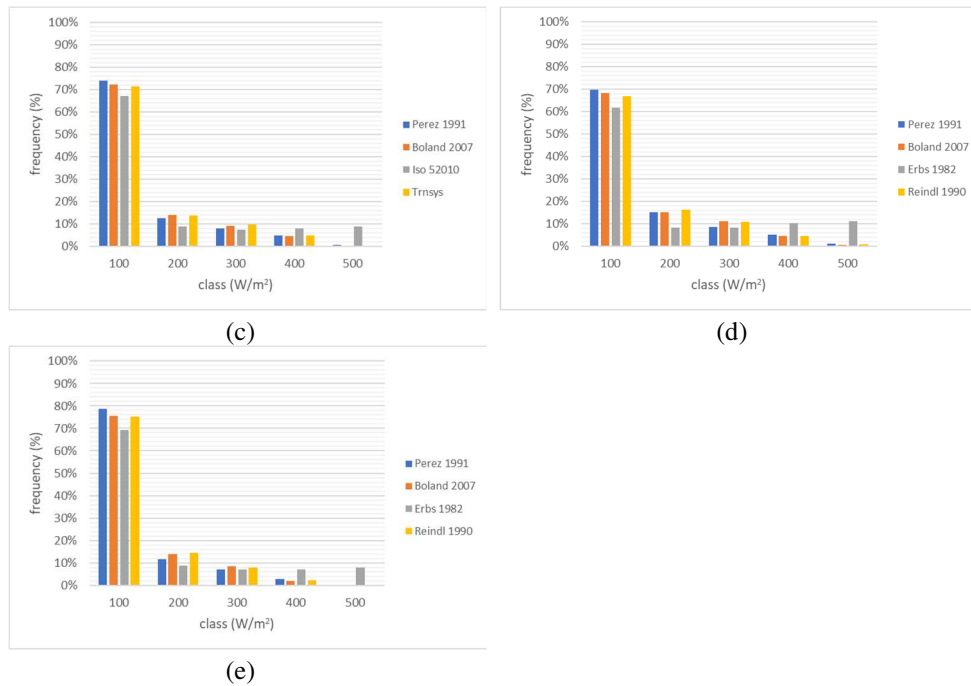 100%
90%
80%
70%
60%
50%
40%
30%
20%
10%
0%
frequency (%)
100 200 300 400 500
class (W/m²)
Perez 1991
Boland 2007
Iso 52010
Trnsys
(c)
100%
90%
80%
70%
60%
50%
40%
30%
20%
10%
0%
frequency (%)
100 200 300 400 500
class (W/m²)
Perez 1991
Boland 2007
Erbs 1982
Reindl 1990
(d)
100%
90%
80%
70%
60%
50%
40%
30%
20%
10%
0%
frequency (%)
100 200 300 400 500
class (W/m²)
Perez 1991
Boland 2007
Erbs 1982
Reindl 1990
(e)